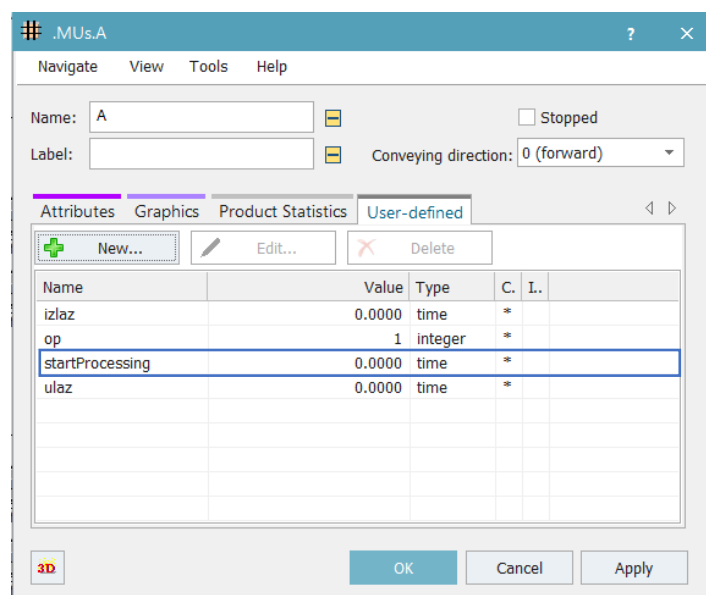 .MUs.A ? ×
Navigate View Tools Help
Name: A Stopped
Label: Conveying direction: 0 (forward)
Attributes Graphics Product Statistics User-defined
New... Edit... Delete
Name Value Type C. I..
izlaz 0.0000 time *
op 1 integer *
startProcessing 0.0000 time *
ulaz 0.0000 time *
3D OK Cancel Apply